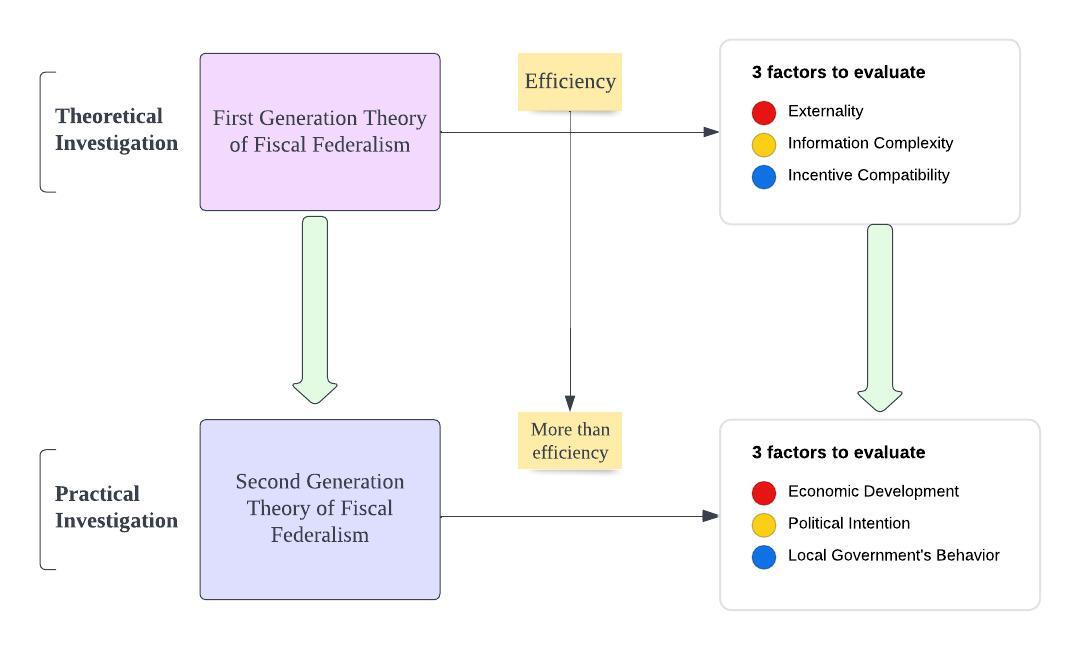 Theoretical
Investigation
First Generation Theory
of Fiscal Federalism
Efficiency
3 factors to evaluate
Externality
Information Complexity
Incentive Compatibility
Practical
Investigation
Second Generation
Theory of Fiscal
Federalism
More than
efficiency
3 factors to evaluate
Economic Development
Political Intention
Local Government's Behavior